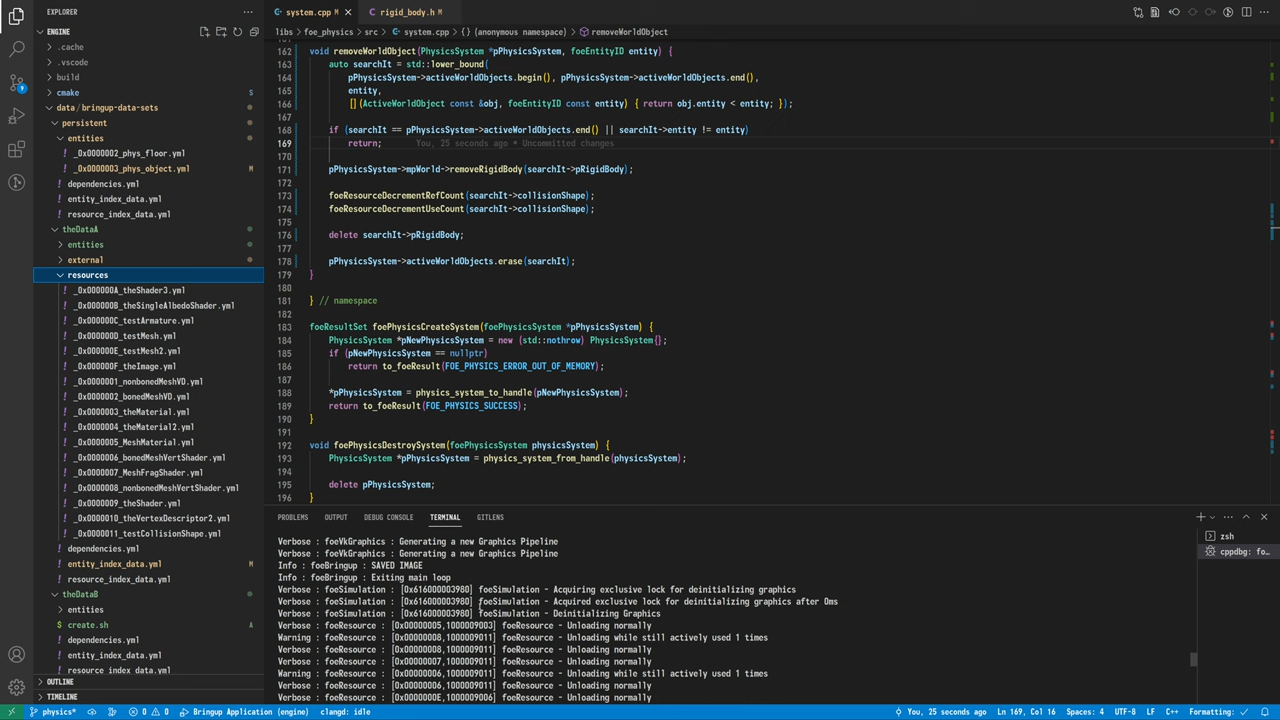 EXPLORER
ENGINE
.cache
.vscode
build
cmake S
data / bringup-data-sets
persistent
entities
_0x0000002_phys_floor.yml
_0x0000003_phys_object.yml M
dependencies.yml
entity_index_data.yml
resource_index_data.yml
theDataA
entities
external
resources
_0x000000A_theShader3.yml
_0x000000B_theSingleAlbedoShader.yml
_0x000000C_testArmature.yml
_0x000000D_testMesh.yml
_0x000000E_testMesh2.yml
_0x000000F_theImage.yml
_0x0000001_nonbonedMeshVD.yml
_0x0000002_bonedMeshVD.yml
_0x0000003_theMaterial.yml
_0x0000004_theMaterial2.yml
_0x0000005_MeshMaterial.yml
_0x0000006_bonedMeshVertShader.yml
_0x0000007_MeshFragShader.yml
_0x0000008_nonbonedMeshVertShader.yml
_0x0000009_theShader.yml
_0x0000010_theVertexDescriptor2.yml
_0x0000011_testCollisionShape.yml
dependencies.yml
entity_index_data.yml M
resource_index_data.yml
theDataB
entities
create.sh
dependencies.yml
entity_index_data.yml
resource_index_data.yml
OUTLINE
TIMELINE
system.cpp M rigid_body.h M
libs > foe_physics > src > system.cpp > {} (anonymous namespace) > removeWorldObject
162 void removeWorldObject(PhysicsSystem *pPhysicsSystem, foeEntityID entity) {
163 auto searchIt = std::lower_bound(
164 pPhysicsSystem->activeWorldObjects.begin(), pPhysicsSystem->activeWorldObjects.end(),
165 entity,
166 [](ActiveWorldObject const &obj, foeEntityID const entity) { return obj.entity < entity; });
167
168 if (searchIt == pPhysicsSystem->activeWorldObjects.end() || searchIt->entity != entity)
169 return; You, 25 seconds ago • Uncommitted changes
170
171 pPhysicsSystem->mpWorld->removeRigidBody(searchIt->pRigidBody);
172
173 foeResourceDecrementRefCount(searchIt->collisionShape);
174 foeResourceDecrementUseCount(searchIt->collisionShape);
175
176 delete searchIt->pRigidBody;
177
178 pPhysicsSystem->activeWorldObjects.erase(searchIt);
179 }
180
181 } // namespace
182
183 foeResultSet foePhysicsCreateSystem(foePhysicsSystem *pPhysicsSystem) {
184 PhysicsSystem *pNewPhysicsSystem = new (std::nothrow) PhysicsSystem{};
185 if (pNewPhysicsSystem == nullptr)
186 return to_foeResult(FOE_PHYSICS_ERROR_OUT_OF_MEMORY);
187
188 *pPhysicsSystem = physics_system_to_handle(pNewPhysicsSystem);
189 return to_foeResult(FOE_PHYSICS_SUCCESS);
190 }
191
192 void foePhysicsDestroySystem(foePhysicsSystem physicsSystem) {
193 PhysicsSystem *pPhysicsSystem = physics_system_from_handle(physicsSystem);
194
195 delete pPhysicsSystem;
196 }
PROBLEMS OUTPUT DEBUG CONSOLE TERMINAL GITLENS
Verbose : foeVkGraphics : Generating a new Graphics Pipeline
Verbose : foeVkGraphics : Generating a new Graphics Pipeline
Info : foeBringup : SAVED IMAGE
Info : foeBringup : Exiting main loop
Verbose : foeSimulation : [0x616000003980] foeSimulation - Acquiring exclusive lock for deinitializing graphics
Verbose : foeSimulation : [0x616000003980] foeSimulation - Acquired exclusive lock for deinitializing graphics after 0ms
Verbose : foeSimulation : [0x616000003980] foeSimulation - Deinitializing Graphics
Verbose : foeResource : [0x00000005,1000009003] foeResource - Unloading normally
Warning : foeResource : [0x00000008,1000009011] foeResource - Unloading while still actively used 1 times
Verbose : foeResource : [0x00000008,1000009011] foeResource - Unloading normally
Verbose : foeResource : [0x00000007,1000009011] foeResource - Unloading normally
Warning : foeResource : [0x00000006,1000009011] foeResource - Unloading while still actively used 1 times
Verbose : foeResource : [0x00000006,1000009011] foeResource - Unloading normally
Verbose : foeResource : [0x0000000E,1000009006] foeResource - Unloading normally
zsh
cppdbg: fo...
physics* 0 0 Bringup Application (engine) clangd: idle You, 25 seconds ago Ln 169, Col 16 Spaces: 4 UTF-8 LF C++ Formatting: ✓